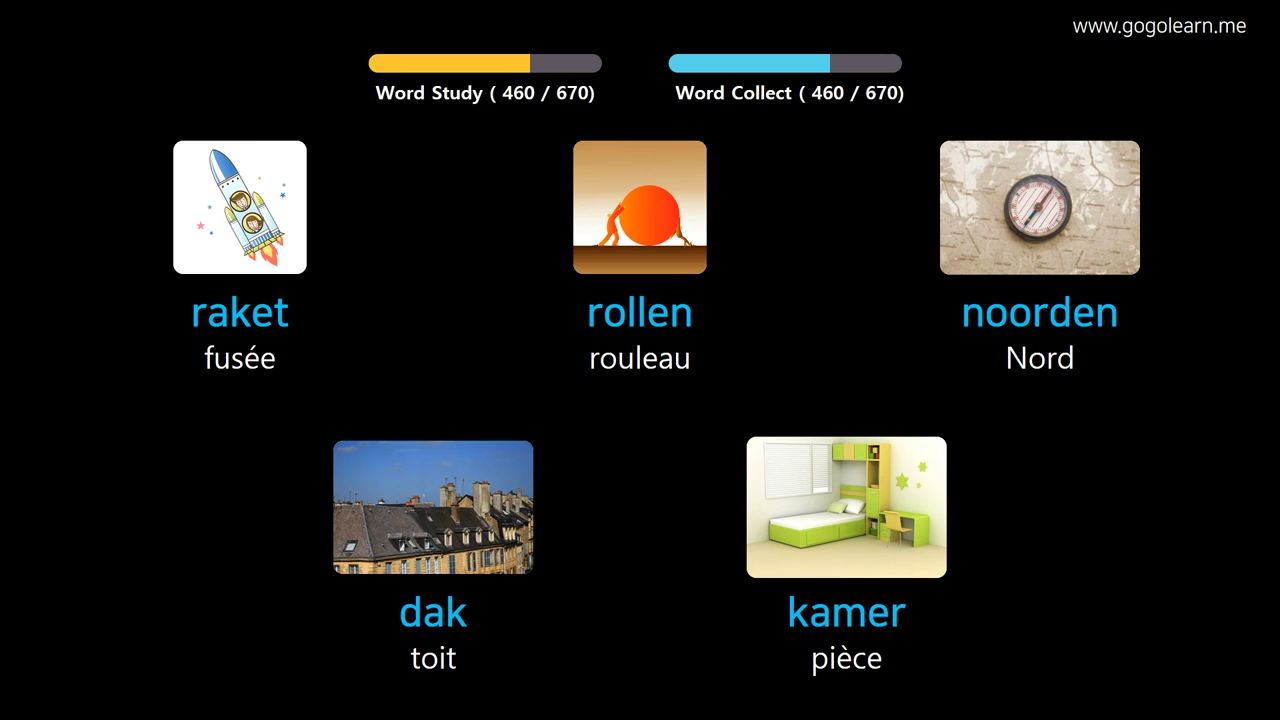 www.gogolearn.me
Word Study ( 460 / 670)
Word Collect ( 460 / 670)
raket
fusée
rollen
rouleau
noorden
Nord
dak
toit
kamer
pièce